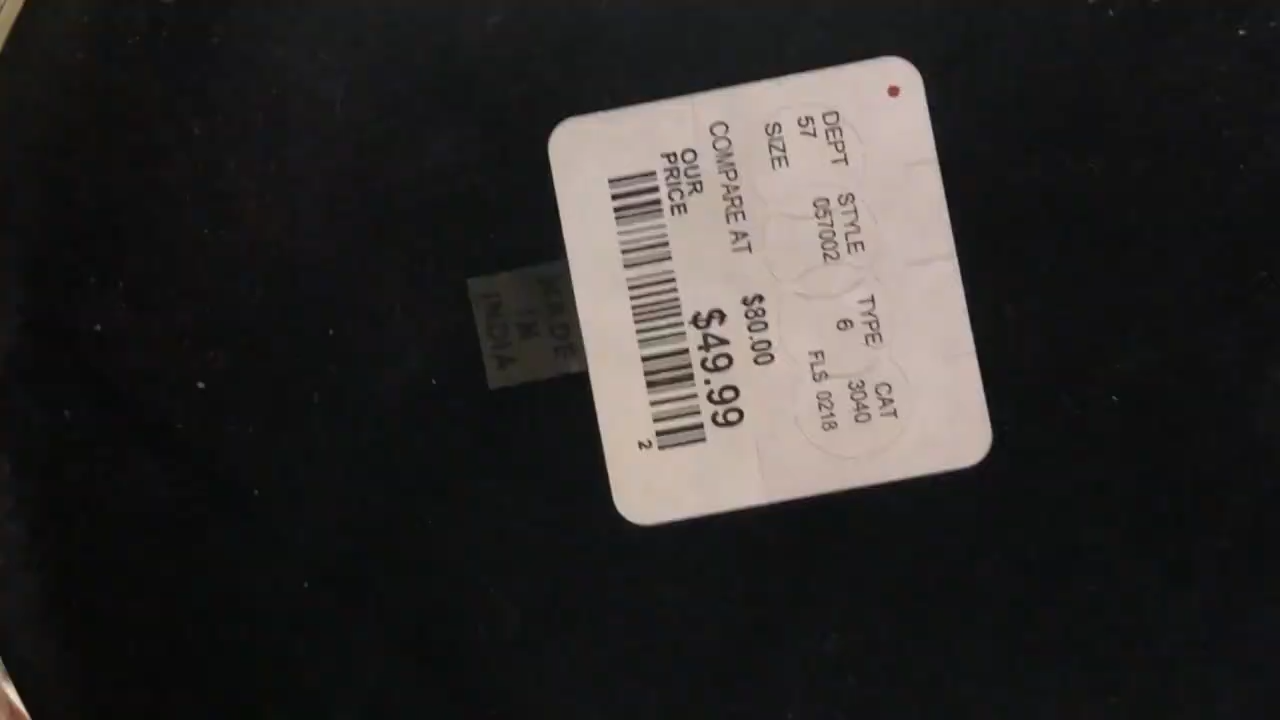 DEPT STYLE TYPE CAT
57 057002 6 3040
SIZE FLS 0218
COMPARE AT $80.00
OUR
PRICE $49.99
2
MADE
IN
INDIA